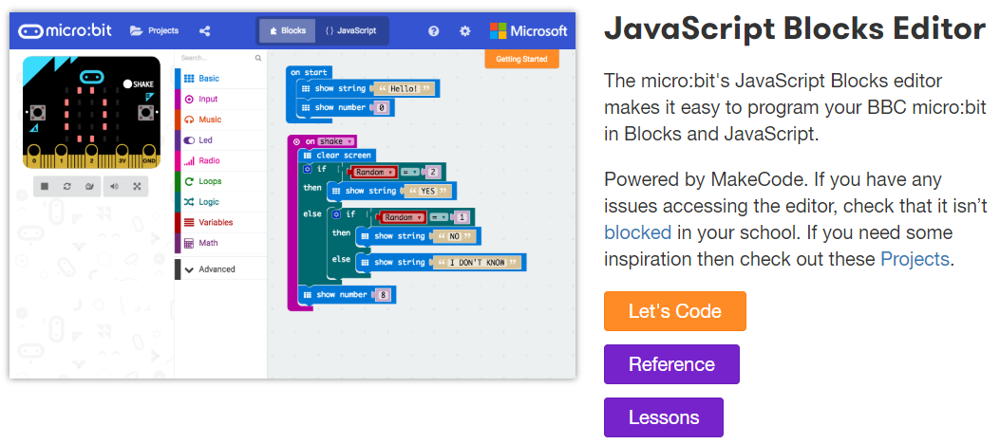 micro:bit Projects Blocks {} JavaScript Microsoft
Search...
Getting Started
SHAKE
0 1 2 3V GND
Basic
Input
Music
Led
Radio
Loops
Logic
Variables
Math
Advanced
on start
show string “ Hello! ”
show number 0
on shake
clear screen
if Random = 2
then show string “ YES ”
else if Random = 1
then show string “ NO ”
else show string “ I DON'T KNOW ”
show number 8
JavaScript Blocks Editor
The micro:bit's JavaScript Blocks editor
makes it easy to program your BBC micro:bit
in Blocks and JavaScript.
Powered by MakeCode. If you have any
issues accessing the editor, check that it isn’t
blocked in your school. If you need some
inspiration then check out these Projects.
Let's Code
Reference
Lessons